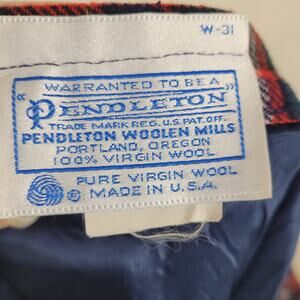 W-31
WARRANTED TO BE A
"PENDLETON"
TRADE MARK REG. U.S. PAT. OFF.
PENDLETON WOOLEN MILLS
PORTLAND, OREGON
100% VIRGIN WOOL
PURE VIRGIN WOOL
® MADE IN U.S.A.